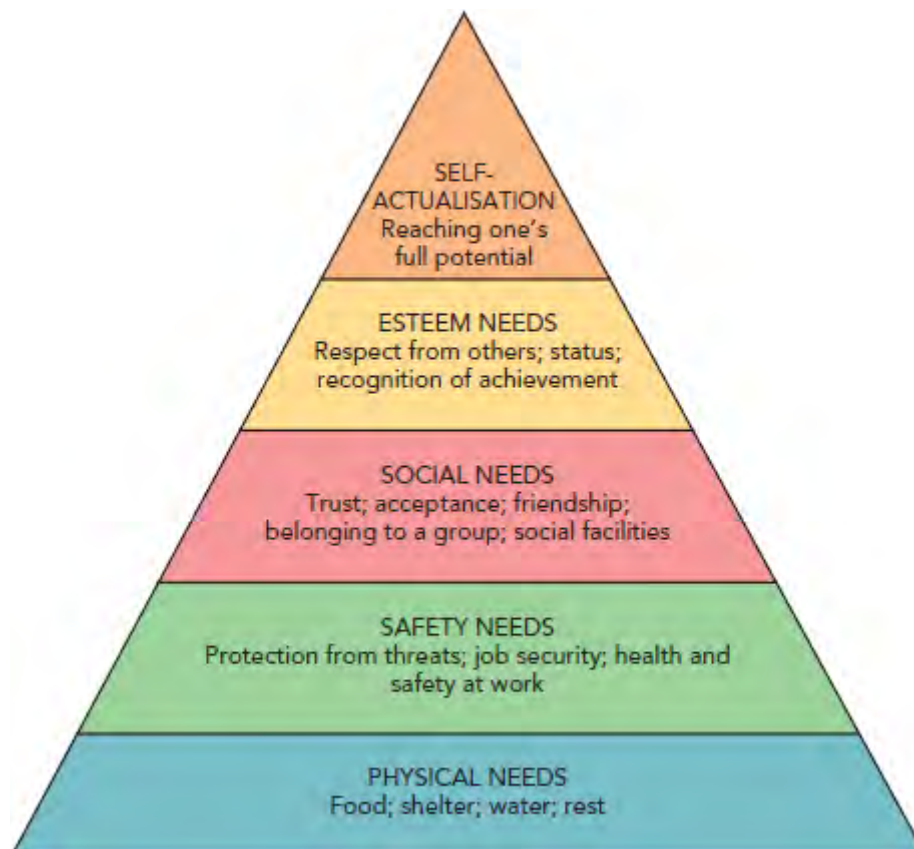 SELF-
ACTUALISATION
Reaching one's
full potential
ESTEEM NEEDS
Respect from others; status;
recognition of achievement
SOCIAL NEEDS
Trust; acceptance; friendship;
belonging to a group; social facilities
SAFETY NEEDS
Protection from threats; job security; health and
safety at work
PHYSICAL NEEDS
Food; shelter; water; rest